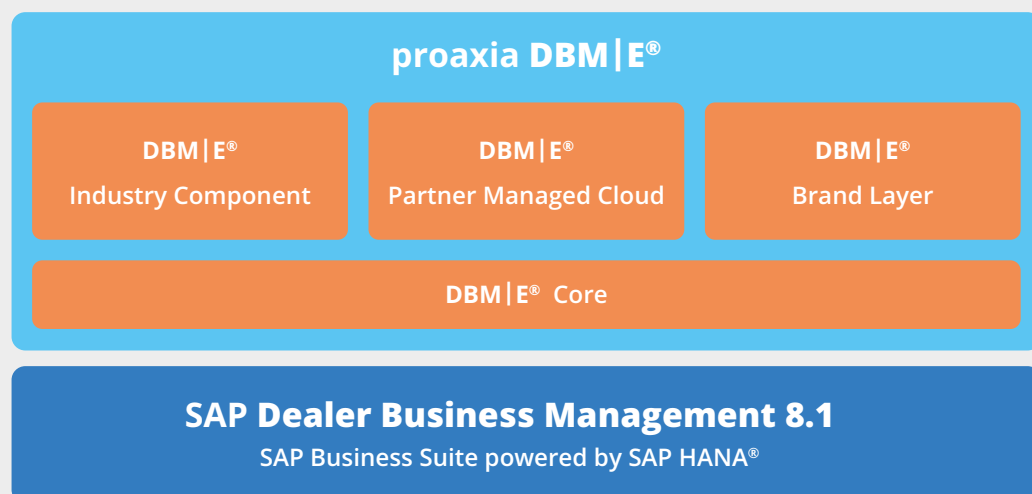 proaxia DBM|E®
DBM|E®
Industry Component
DBM|E®
Partner Managed Cloud
DBM|E®
Brand Layer
DBM|E® Core
SAP Dealer Business Management 8.1
SAP Business Suite powered by SAP HANA®